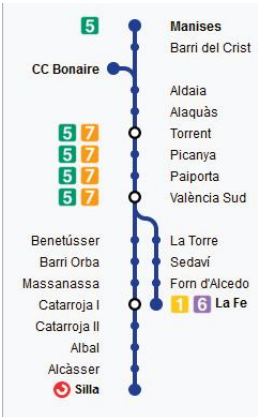 5 Manises
Barri del Crist
CC Bonaire
Aldaia
Alaquàs
5 7 Torrent
5 7 Picanya
5 7 Paiporta
5 7 València Sud
Benetússer La Torre
Barri Orba Sedaví
Massanassa Forn d'Alcedo
Catarroja I 1 6 La Fe
Catarroja II
Albal
Alcàsser
Silla